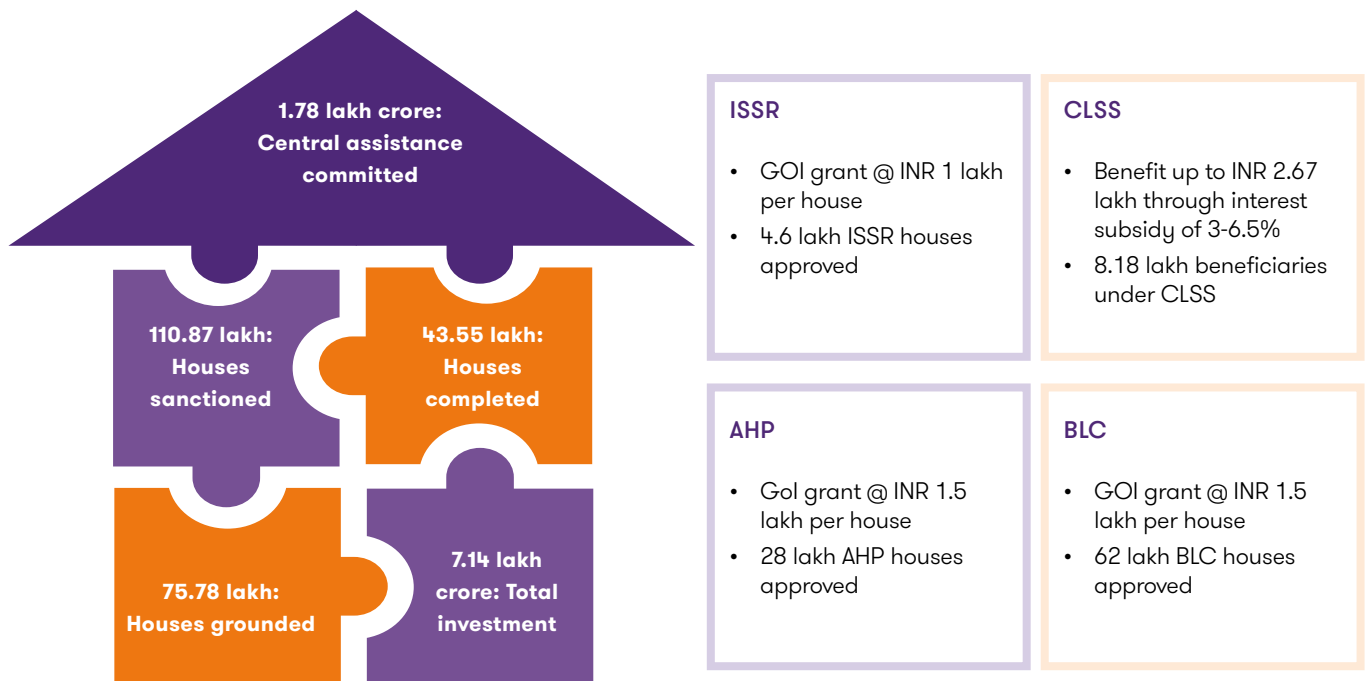 1.78 lakh crore:
Central assistance
committed
110.87 lakh:
Houses
sanctioned
43.55 lakh:
Houses
completed
75.78 lakh:
Houses grounded
7.14 lakh
crore: Total
investment
ISSR
• GOI grant @ INR 1 lakh
per house
• 4.6 lakh ISSR houses
approved
CLSS
• Benefit up to INR 2.67
lakh through interest
subsidy of 3-6.5%
• 8.18 lakh beneficiaries
under CLSS
AHP
• GoI grant @ INR 1.5
lakh per house
• 28 lakh AHP houses
approved
BLC
• GOI grant @ INR 1.5
lakh per house
• 62 lakh BLC houses
approved